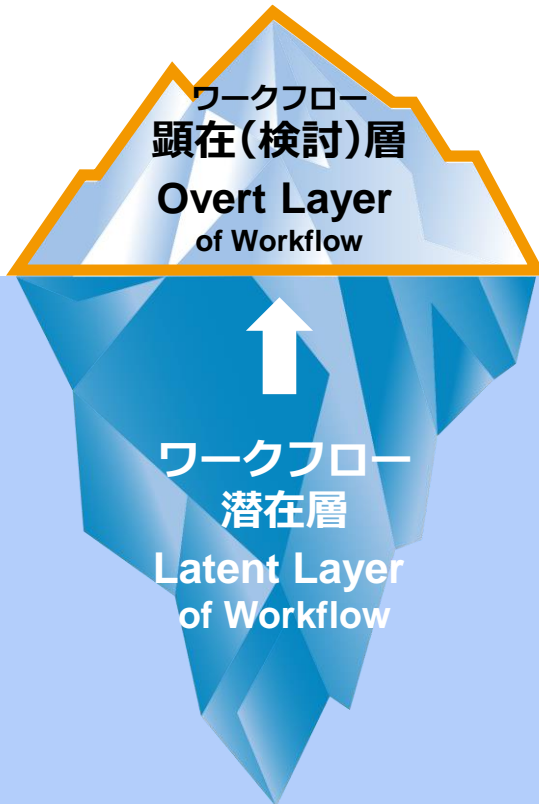 ワークフロー
顕在(検討)層
Overt Layer
of Workflow
ワークフロー
潜在層
Latent Layer
of Workflow